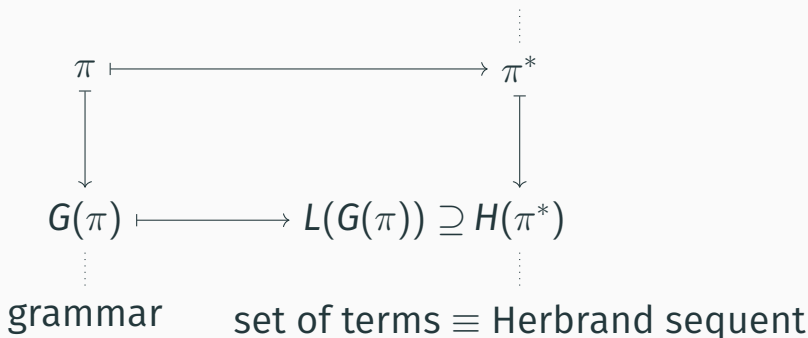 π π*
G(π) L(G(π)) ⊇ H(π*)
grammar set of terms ≡ Herbrand sequent